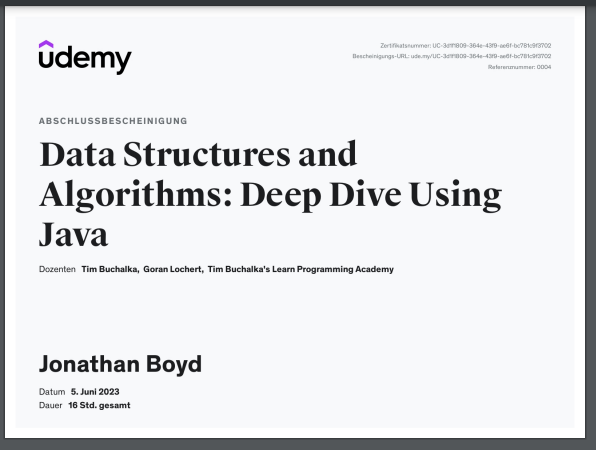 udemy
Zertifikatsnummer: UC-3d1f1809-364e-43f9-ae6f-bc781c9f3702
Bescheinigungs-URL: ude.my/UC-3d1f1809-364e-43f9-ae6f-bc781c9f3702
Referenznummer: 0004
ABSCHLUSSBESCHEINIGUNG
Data Structures and
Algorithms: Deep Dive Using
Java
Dozenten Tim Buchalka, Goran Lochert, Tim Buchalka's Learn Programming Academy
Jonathan Boyd
Datum 5. Juni 2023
Dauer 16 Std. gesamt